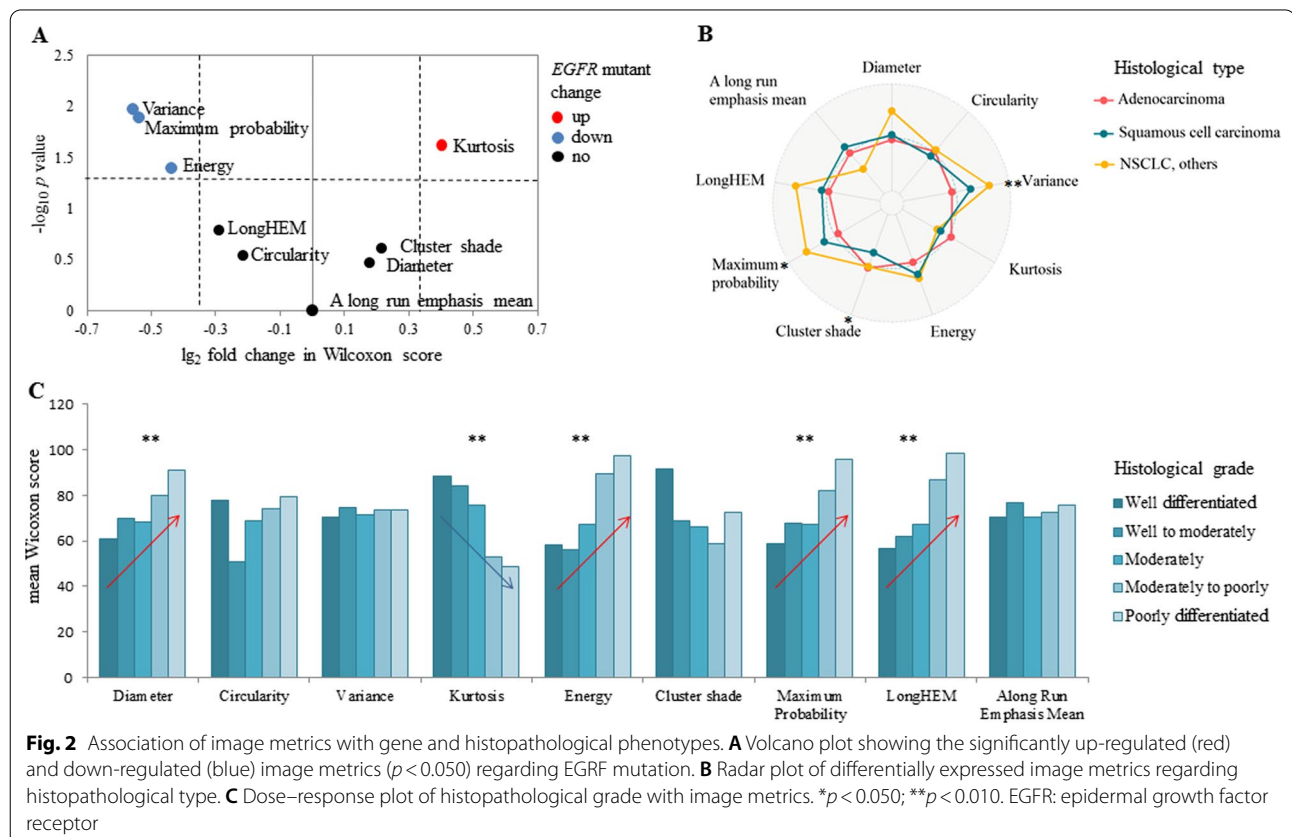 A
2.5
2
1.5
1
0.5
0
-log10 p value
Variance
Maximum probability
Energy
Kurtosis
LongHEM
Circularity
Cluster shade
Diameter
A long run emphasis mean
-0.7 -0.5 -0.3 -0.1 0.1 0.3 0.5 0.7
lg2 fold change in Wilcoxon score
EGFR mutant
change
up
down
no
B
Diameter
Circularity
** Variance
Kurtosis
Energy
Cluster shade *
Maximum
probability *
LongHEM
A long run
emphasis mean
Histological type
Adenocarcinoma
Squamous cell carcinoma
NSCLC, others
C
120
100
80
60
40
20
0
mean Wicoxon score
** ** ** ** **
Diameter Circularity Variance Kurtosis Energy Cluster shade Maximum LongHEM Along Run
Probability Emphasis Mean
Histological grade
Well differentiated
Well to moderately
Moderately
Moderately to poorly
Poorly differentiated
Fig. 2 Association of image metrics with gene and histopathological phenotypes. A Volcano plot showing the significantly up-regulated (red)
and down-regulated (blue) image metrics (p < 0.050) regarding EGRF mutation. B Radar plot of differentially expressed image metrics regarding
histopathological type. C Dose–response plot of histopathological grade with image metrics. *p < 0.050; **p < 0.010. EGFR: epidermal growth factor
receptor